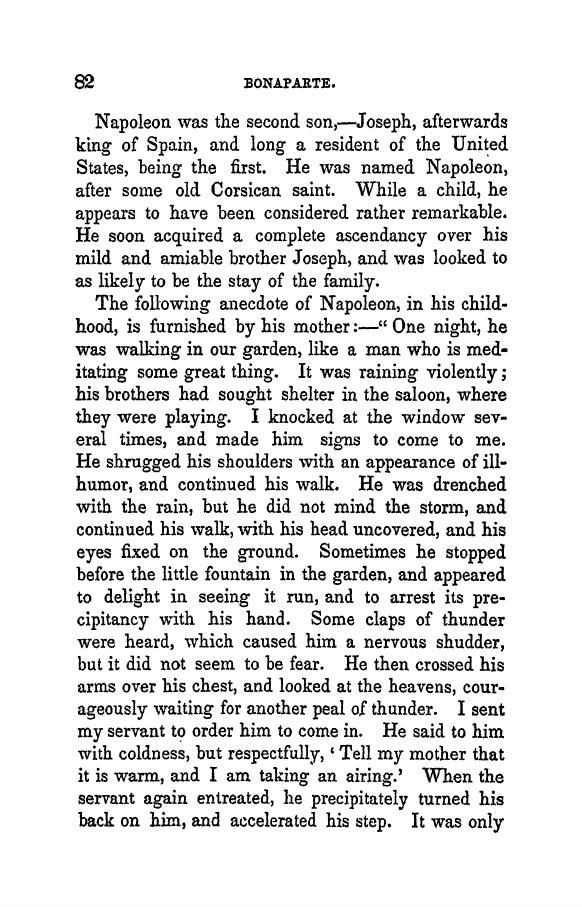 82 BONAPARTE.
Napoleon was the second son,—Joseph, afterwards
king of Spain, and long a resident of the United
States, being the first. He was named Napoleon,
after some old Corsican saint. While a child, he
appears to have been considered rather remarkable.
He soon acquired a complete ascendancy over his
mild and amiable brother Joseph, and was looked to
as likely to be the stay of the family.
The following anecdote of Napoleon, in his child-
hood, is furnished by his mother:—“ One night, he
was walking in our garden, like a man who is med-
itating some great thing. It was raining violently;
his brothers had sought shelter in the saloon, where
they were playing. I knocked at the window sev-
eral times, and made him signs to come to me.
He shrugged his shoulders with an appearance of ill-
humor, and continued his walk. He was drenched
with the rain, but he did not mind the storm, and
continued his walk, with his head uncovered, and his
eyes fixed on the ground. Sometimes he stopped
before the little fountain in the garden, and appeared
to delight in seeing it run, and to arrest its pre-
cipitancy with his hand. Some claps of thunder
were heard, which caused him a nervous shudder,
but it did not seem to be fear. He then crossed his
arms over his chest, and looked at the heavens, cour-
ageously waiting for another peal of thunder. I sent
my servant to order him to come in. He said to him
with coldness, but respectfully, ‘ Tell my mother that
it is warm, and I am taking an airing.’ When the
servant again entreated, he precipitately turned his
back on him, and accelerated his step. It was only